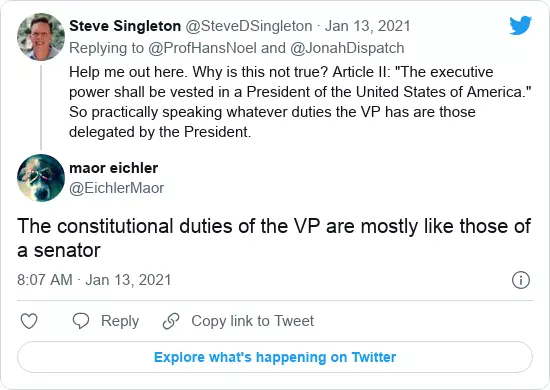 Steve Singleton @SteveDSingleton · Jan 13, 2021
Replying to @ProfHansNoel and @JonahDispatch
Help me out here. Why is this not true? Article II: "The executive
power shall be vested in a President of the United States of America."
So practically speaking whatever duties the VP has are those
delegated by the President.
maor eichler
@EichlerMaor
The constitutional duties of the VP are mostly like those of
a senator
8:07 AM · Jan 13, 2021
Reply
Copy link to Tweet
Explore what's happening on Twitter